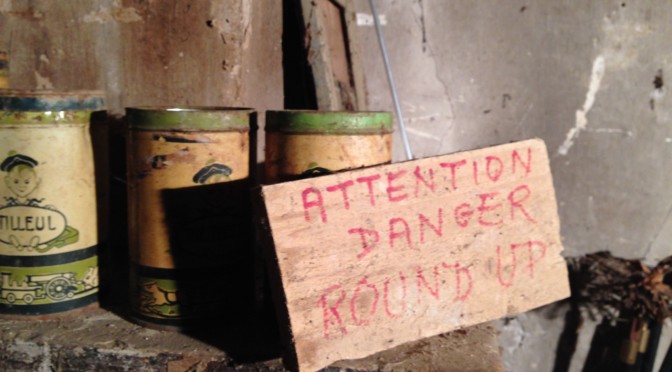 TILLEUL
ATTENTION
DANGER
ROUND UP